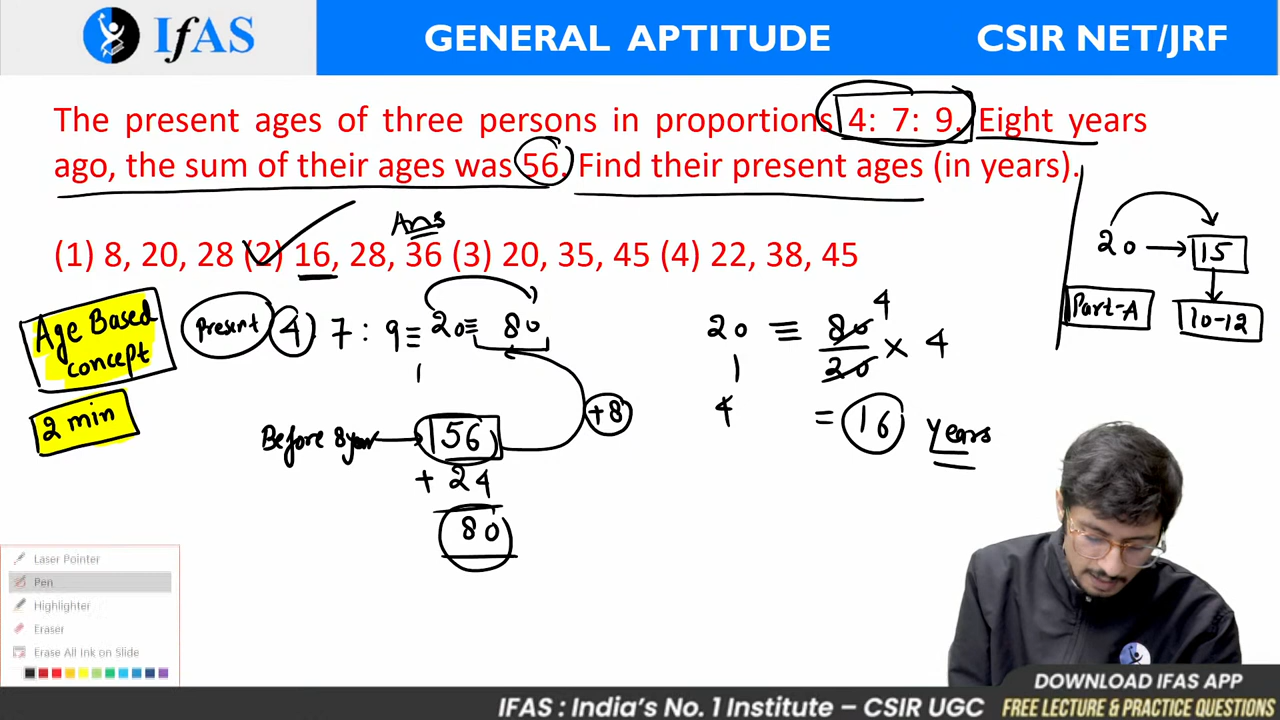 IfAS
GENERAL APTITUDE
CSIR NET/JRF
The present ages of three persons in proportions 4: 7: 9. Eight years
ago, the sum of their ages was 56. Find their present ages (in years).
Ans
(1) 8, 20, 28 (2) 16, 28, 36 (3) 20, 35, 45 (4) 22, 38, 45
20 → 15
Part-A
10-12
Age Based
concept
2 min
Present 4 : 7 : 9 ≡ 20 ≡ 80
Before 8 year → 56
+ 24
80
+8
20 ≡ 80/20 × 4
4
4
= 16 years
Laser Pointer
Pen
Highlighter
Eraser
Erase All Ink on Slide
DOWNLOAD IFAS APP
IFAS : India's No. 1 Institute – CSIR UGC
FREE LECTURE & PRACTICE QUESTIONS